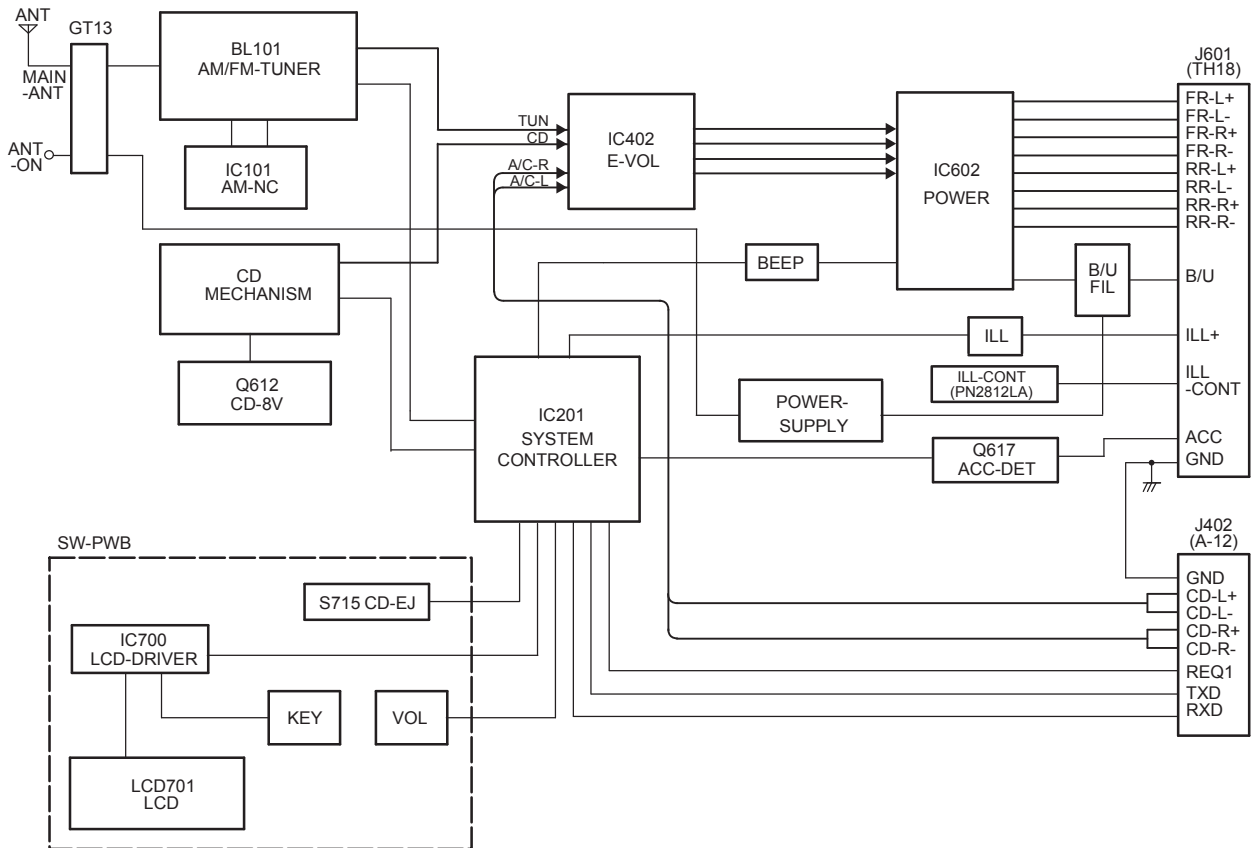 ANT
GT13
MAIN
-ANT
ANT
-ON
BL101
AM/FM-TUNER
IC101
AM-NC
CD
MECHANISM
Q612
CD-8V
TUN
CD
A/C-R
A/C-L
IC402
E-VOL
IC602
POWER
BEEP
B/U
FIL
ILL
ILL-CONT
(PN2812LA)
POWER-
SUPPLY
Q617
ACC-DET
IC201
SYSTEM
CONTROLLER
J601
(TH18)
FR-L+
FR-L-
FR-R+
FR-R-
RR-L+
RR-L-
RR-R+
RR-R-
B/U
ILL+
ILL
-CONT
ACC
GND
J402
(A-12)
GND
CD-L+
CD-L-
CD-R+
CD-R-
REQ1
TXD
RXD
SW-PWB
S715 CD-EJ
IC700
LCD-DRIVER
KEY
VOL
LCD701
LCD